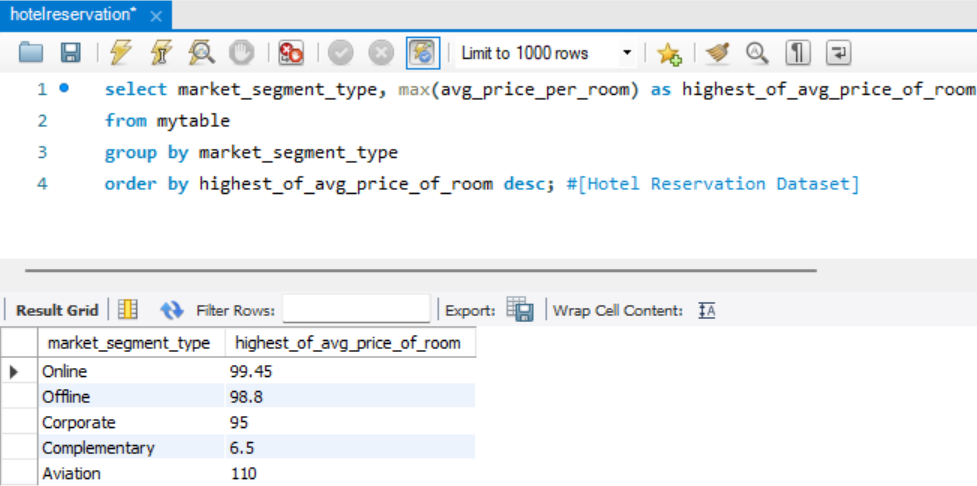 hotelreservation*
Limit to 1000 rows
1 select market_segment_type, max(avg_price_per_room) as highest_of_avg_price_of_room
2 from mytable
3 group by market_segment_type
4 order by highest_of_avg_price_of_room desc; #[Hotel Reservation Dataset]
Result Grid Filter Rows: Export: Wrap Cell Content: IA
market_segment_type highest_of_avg_price_of_room
Online 99.45
Offline 98.8
Corporate 95
Complementary 6.5
Aviation 110